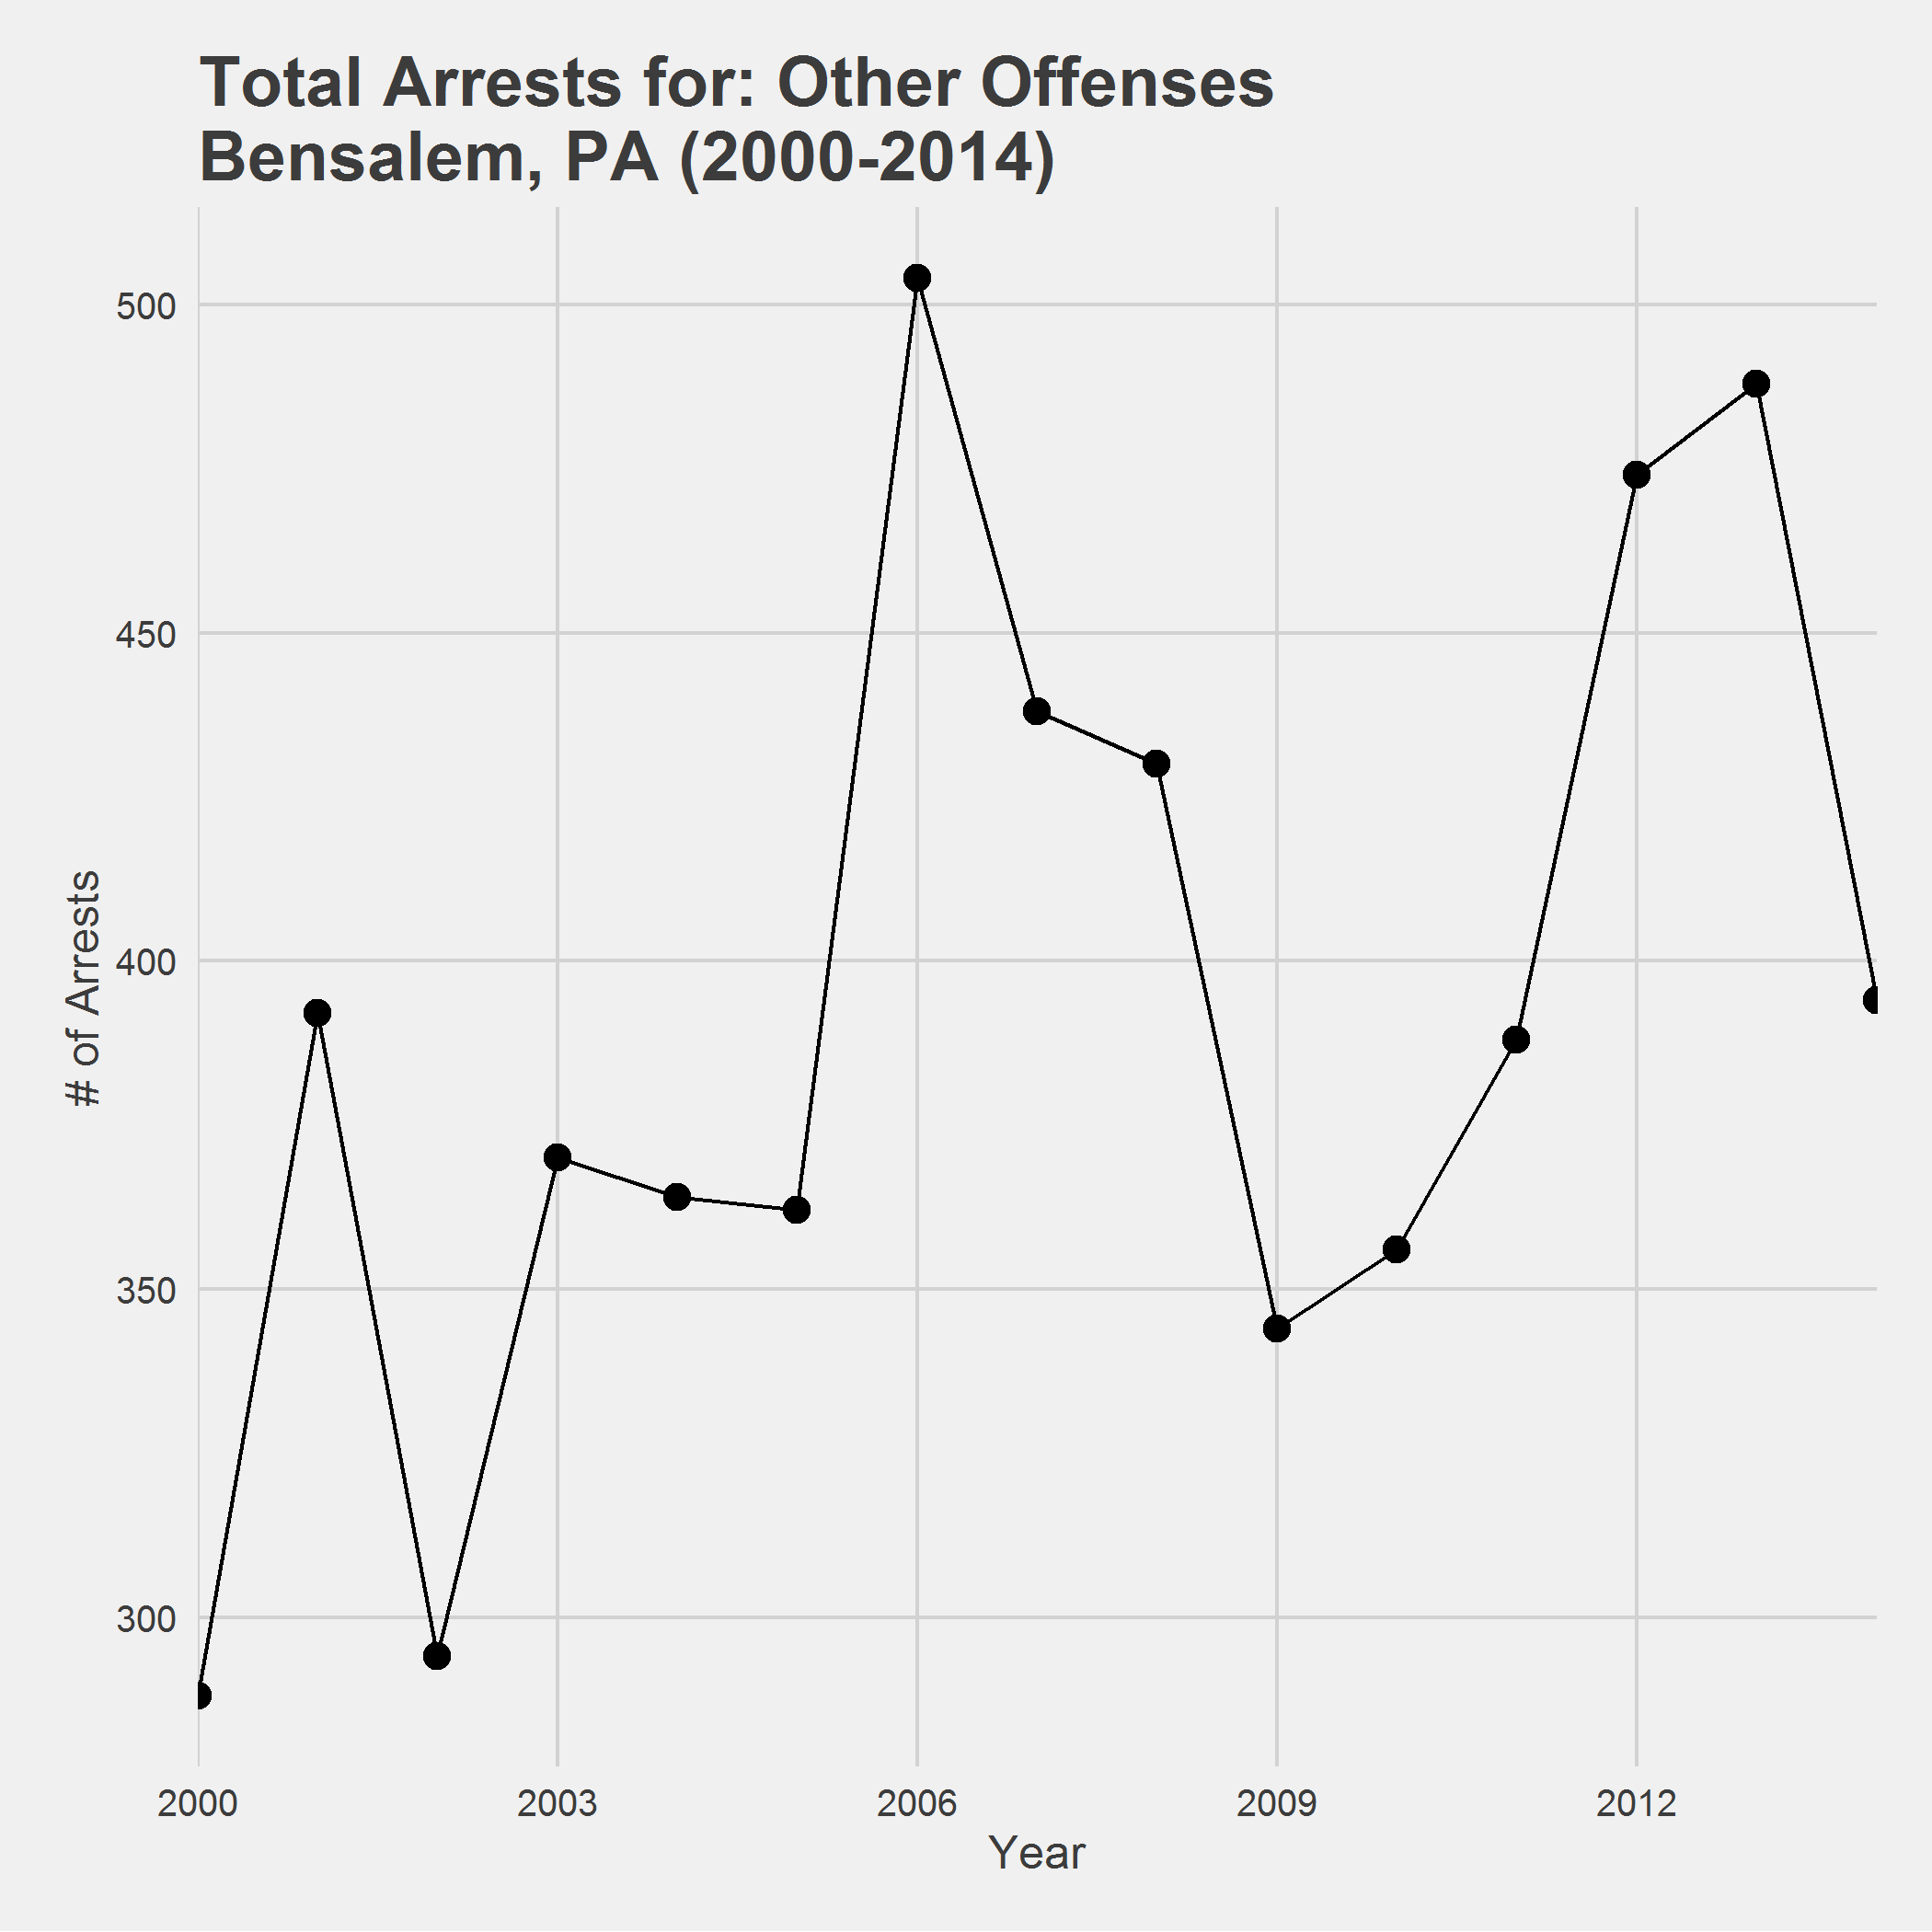 Total Arrests for: Other Offenses
Bensalem, PA (2000-2014)
500
450
400
350
300
# of Arrests
2000 2003 2006 2009 2012
Year